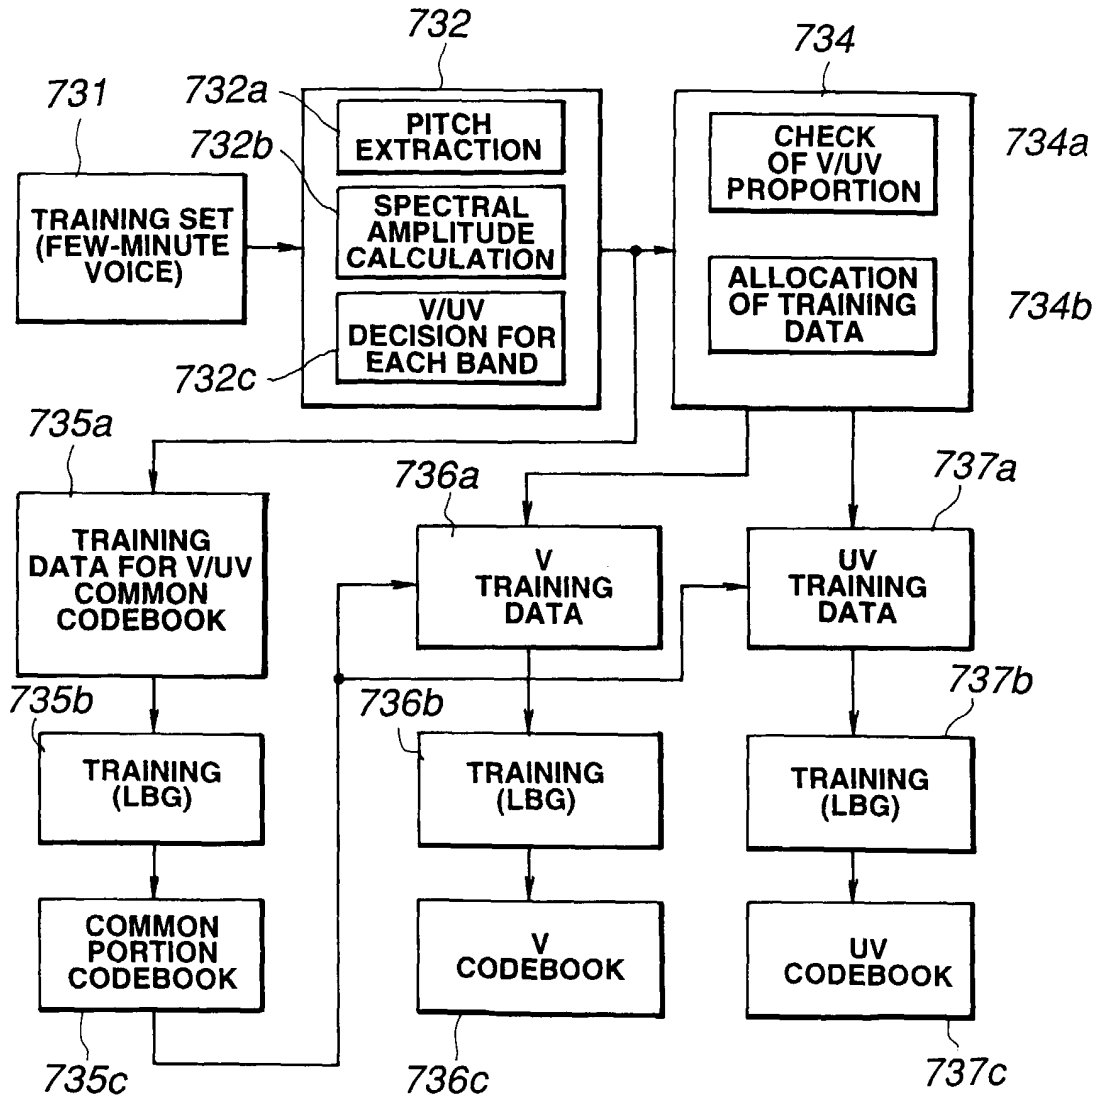 732
734
731
732a
PITCH
EXTRACTION
CHECK
OF V/UV
PROPORTION
734a
732b
TRAINING SET
(FEW-MINUTE
VOICE)
SPECTRAL
AMPLITUDE
CALCULATION
ALLOCATION
OF TRAINING
DATA
734b
V/UV
DECISION FOR
EACH BAND
732c
735a
736a
737a
TRAINING
DATA FOR V/UV
COMMON
CODEBOOK
V
TRAINING
DATA
UV
TRAINING
DATA
735b
736b
737b
TRAINING
(LBG)
TRAINING
(LBG)
TRAINING
(LBG)
COMMON
PORTION
CODEBOOK
V
CODEBOOK
UV
CODEBOOK
735c
736c
737c